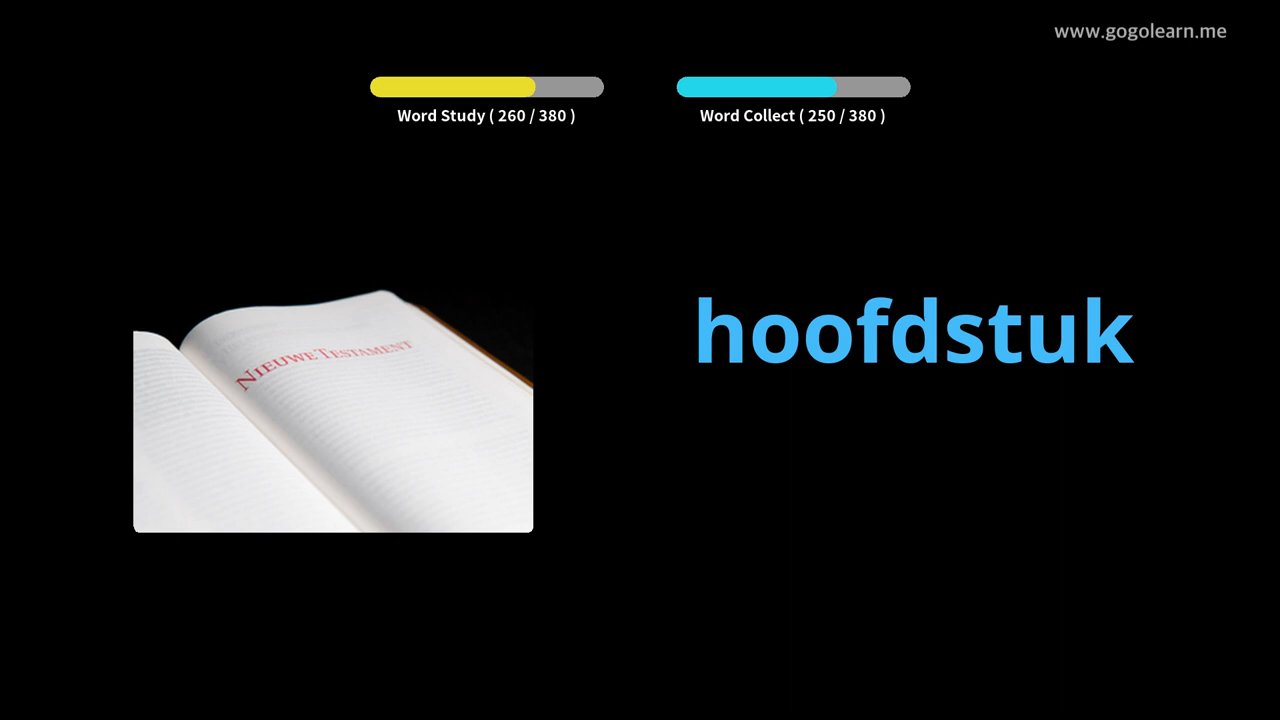 www.gogolearn.me
Word Study ( 260 / 380 )
Word Collect ( 250 / 380 )
hoofdstuk
NIEUWE TESTAMENT